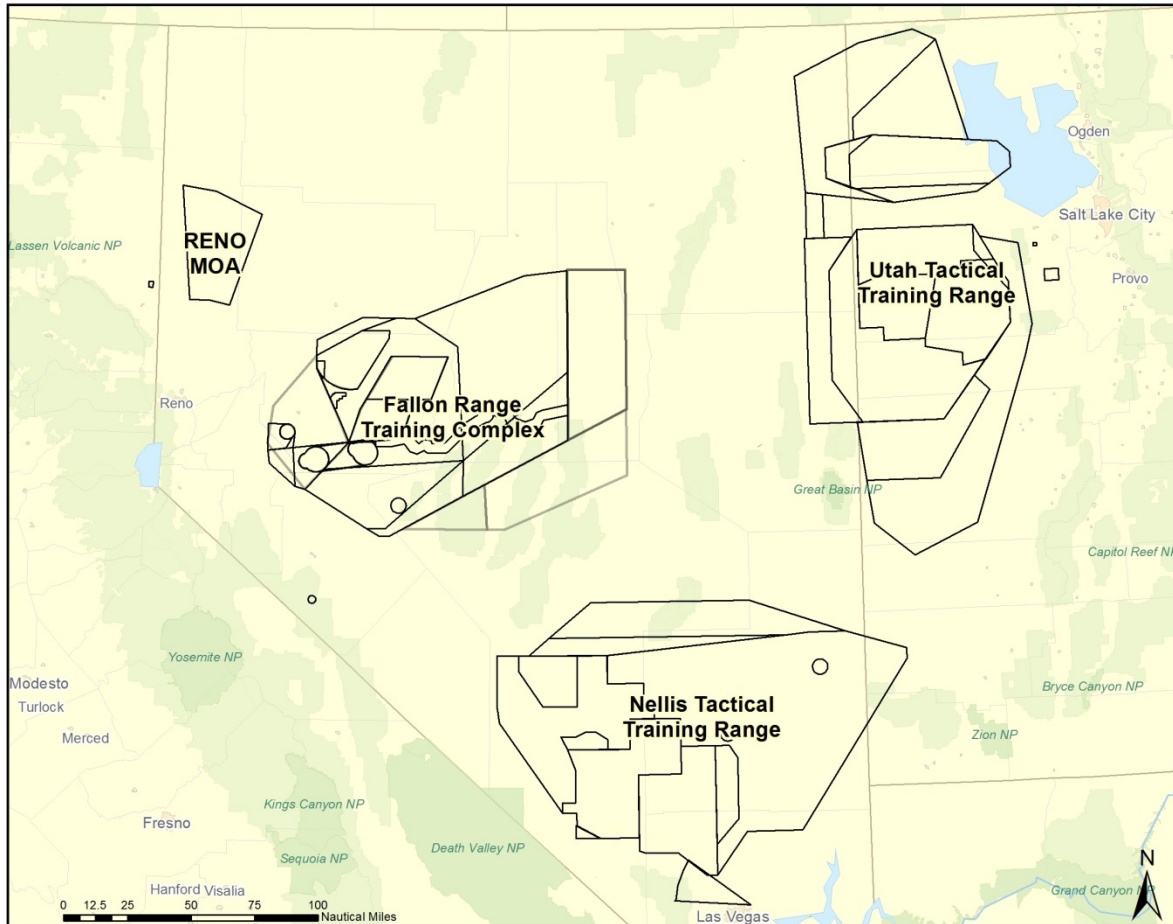 Ogden
Salt Lake City
RENO
MOA
Lassen Volcanic NP
Utah Tactical
Training Range
Provo
Reno
Fallon Range
Training Complex
Great Basin NP
Capitol Reef NP
Yosemite NP
Modesto
Turlock
Merced
Nellis Tactical
Training Range
Bryce Canyon NP
Zion NP
Kings Canyon NP
Fresno
Sequoia NP
Death Valley NP
Hanford Visalia
Grand Canyon NP
N
0 12.5 25 50 75 100
Nautical Miles
Las Vegas